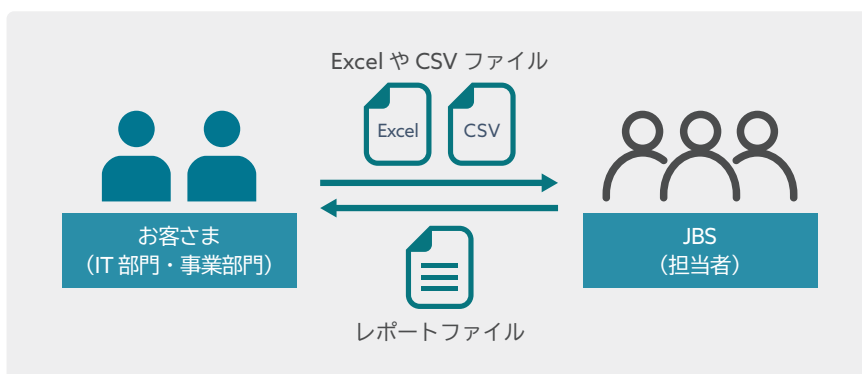 Excel や CSV ファイル
Excel
CSV
お客さま
（IT 部門・事業部門）
JBS
（担当者）
レポートファイル